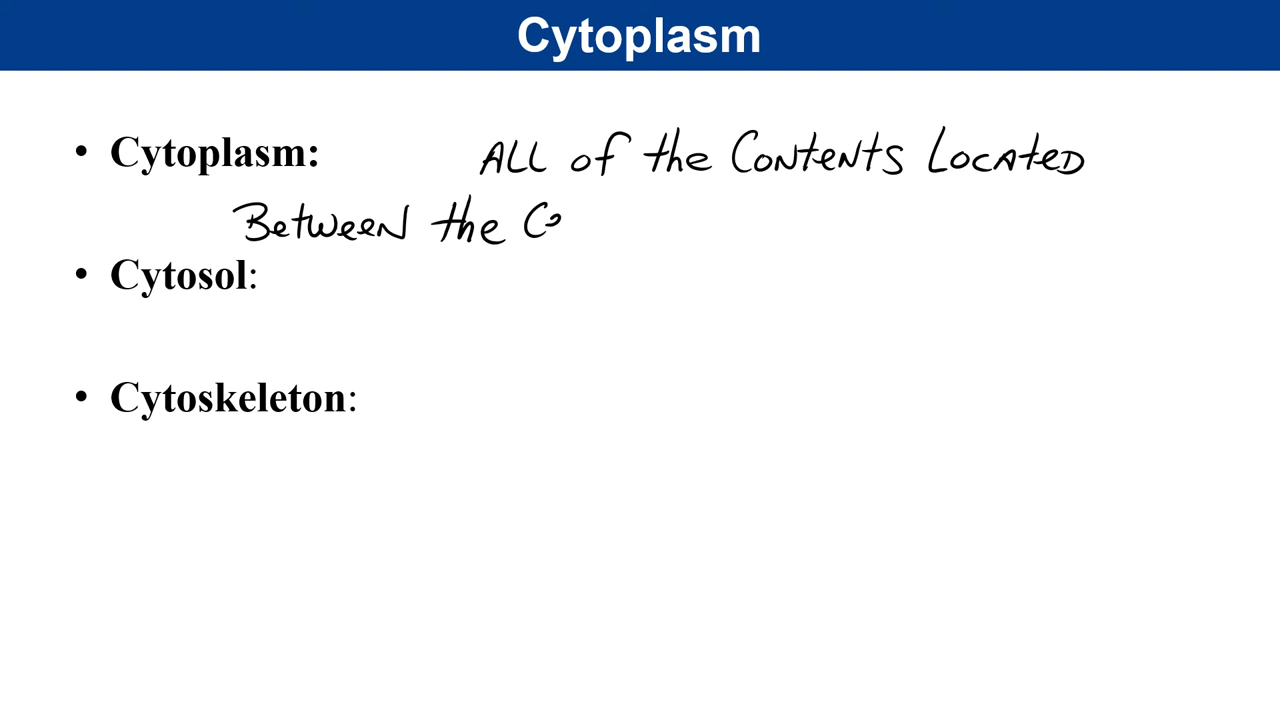 Cytoplasm
• Cytoplasm: ALL of the Contents Located
Between the C
• Cytosol:
• Cytoskeleton: